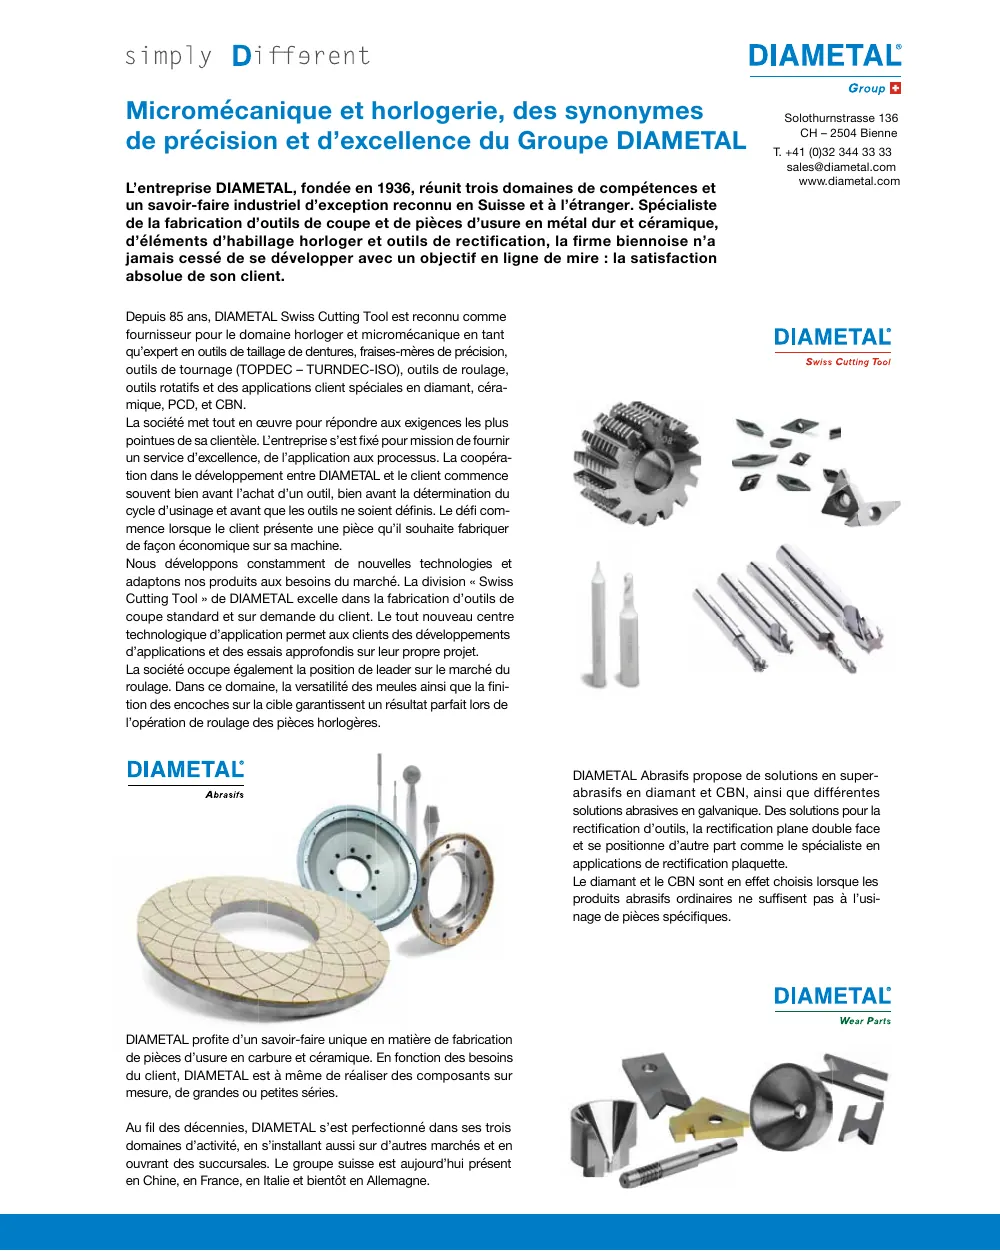 simply Different
DIAMETAL®
Group
Micromécanique et horlogerie, des synonymes
de précision et d’excellence du Groupe DIAMETAL
Solothurnstrasse 136
CH – 2504 Bienne
T. +41 (0)32 344 33 33
sales@diametal.com
www.diametal.com
L’entreprise DIAMETAL, fondée en 1936, réunit trois domaines de compétences et
un savoir-faire industriel d’exception reconnu en Suisse et à l’étranger. Spécialiste
de la fabrication d’outils de coupe et de pièces d’usure en métal dur et céramique,
d’éléments d’habillage horloger et outils de rectification, la firme biennoise n’a
jamais cessé de se développer avec un objectif en ligne de mire : la satisfaction
absolue de son client.
Depuis 85 ans, DIAMETAL Swiss Cutting Tool est reconnu comme
fournisseur pour le domaine horloger et micromécanique en tant
qu’expert en outils de taillage de dentures, fraises-mères de précision,
outils de tournage (TOPDEC – TURNDEC-ISO), outils de roulage,
outils rotatifs et des applications client spéciales en diamant, céra-
mique, PCD, et CBN.
La société met tout en œuvre pour répondre aux exigences les plus
pointues de sa clientèle. L’entreprise s’est fixé pour mission de fournir
un service d’excellence, de l’application aux processus. La coopéra-
tion dans le développement entre DIAMETAL et le client commence
souvent bien avant l’achat d’un outil, bien avant la détermination du
cycle d’usinage et avant que les outils ne soient définis. Le défi com-
mence lorsque le client présente une pièce qu’il souhaite fabriquer
de façon économique sur sa machine.
Nous développons constamment de nouvelles technologies et
adaptons nos produits aux besoins du marché. La division « Swiss
Cutting Tool » de DIAMETAL excelle dans la fabrication d’outils de
coupe standard et sur demande du client. Le tout nouveau centre
technologique d’application permet aux clients des développements
d’applications et des essais approfondis sur leur propre projet.
La société occupe également la position de leader sur le marché du
roulage. Dans ce domaine, la versatilité des meules ainsi que la fini-
tion des encoches sur la cible garantissent un résultat parfait lors de
l’opération de roulage des pièces horlogères.
DIAMETAL®
Swiss Cutting Tool
DIAMETAL®
Abrasifs
DIAMETAL Abrasifs propose de solutions en super-
abrasifs en diamant et CBN, ainsi que différentes
solutions abrasives en galvanique. Des solutions pour la
rectification d’outils, la rectification plane double face
et se positionne d’autre part comme le spécialiste en
applications de rectification plaquette.
Le diamant et le CBN sont en effet choisis lorsque les
produits abrasifs ordinaires ne suffisent pas à l’usi-
nage de pièces spécifiques.
DIAMETAL®
Wear Parts
DIAMETAL profite d’un savoir-faire unique en matière de fabrication
de pièces d’usure en carbure et céramique. En fonction des besoins
du client, DIAMETAL est à même de réaliser des composants sur
mesure, de grandes ou petites séries.
Au fil des décennies, DIAMETAL s’est perfectionné dans ses trois
domaines d’activité, en s’installant aussi sur d’autres marchés et en
ouvrant des succursales. Le groupe suisse est aujourd’hui présent
en Chine, en France, en Italie et bientôt en Allemagne.